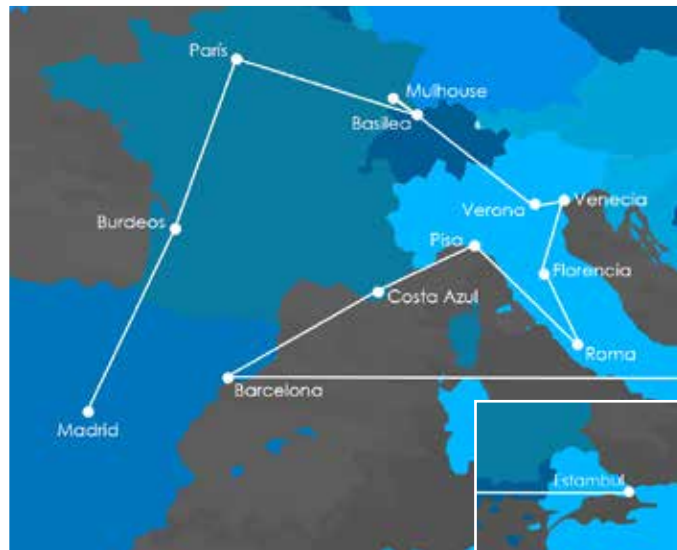 París
Mulhouse
Basilea
Verona
Venecia
Burdeos
Pisa
Florencia
Costa Azul
Roma
Barcelona
Madrid
Estambul